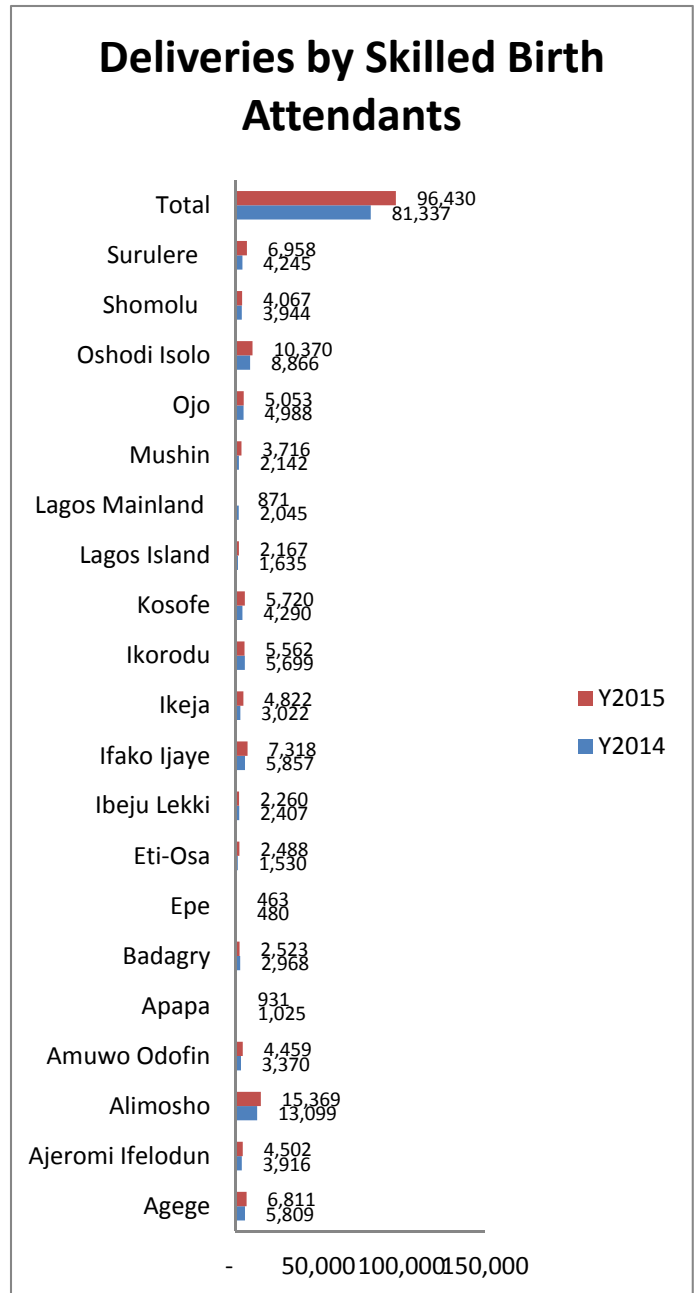 Deliveries by Skilled Birth
Attendants
Total 96,430
81,337
Surulere 6,958
4,245
Shomolu 4,067
3,944
Oshodi Isolo 10,370
8,866
Ojo 5,053
4,988
Mushin 3,716
2,142
Lagos Mainland 871
2,045
Lagos Island 2,167
1,635
Kosofe 5,720
4,290
Ikorodu 5,562
5,699
Ikeja 4,822
3,022
Y2015
Ifako Ijaye 7,318
5,857
Y2014
Ibeju Lekki 2,260
2,407
Eti-Osa 2,488
1,530
Epe 463
480
Badagry 2,523
2,968
Apapa 931
1,025
Amuwo Odofin 4,459
3,370
Alimosho 15,369
13,099
Ajeromi Ifelodun 4,502
3,916
Agege 6,811
5,809
- 50,000 100,000 150,000